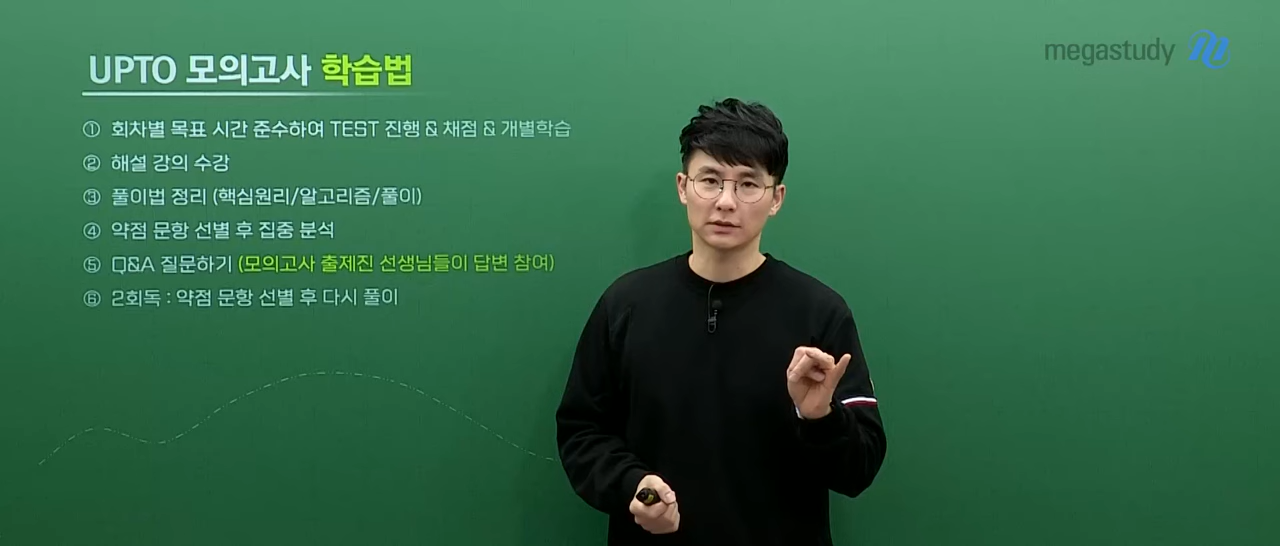 megastudy
UPTO 모의고사 학습법
① 회차별 목표 시간 준수하여 TEST 진행 & 채점 & 개별학습
② 해설 강의 수강
③ 풀이법 정리 (핵심원리/알고리즘/풀이)
④ 약점 문항 선별 후 집중 분석
⑤ Q&A 질문하기 (모의고사 출제진 선생님들이 답변 참여)
⑥ 2회독 : 약점 문항 선별 후 다시 풀이